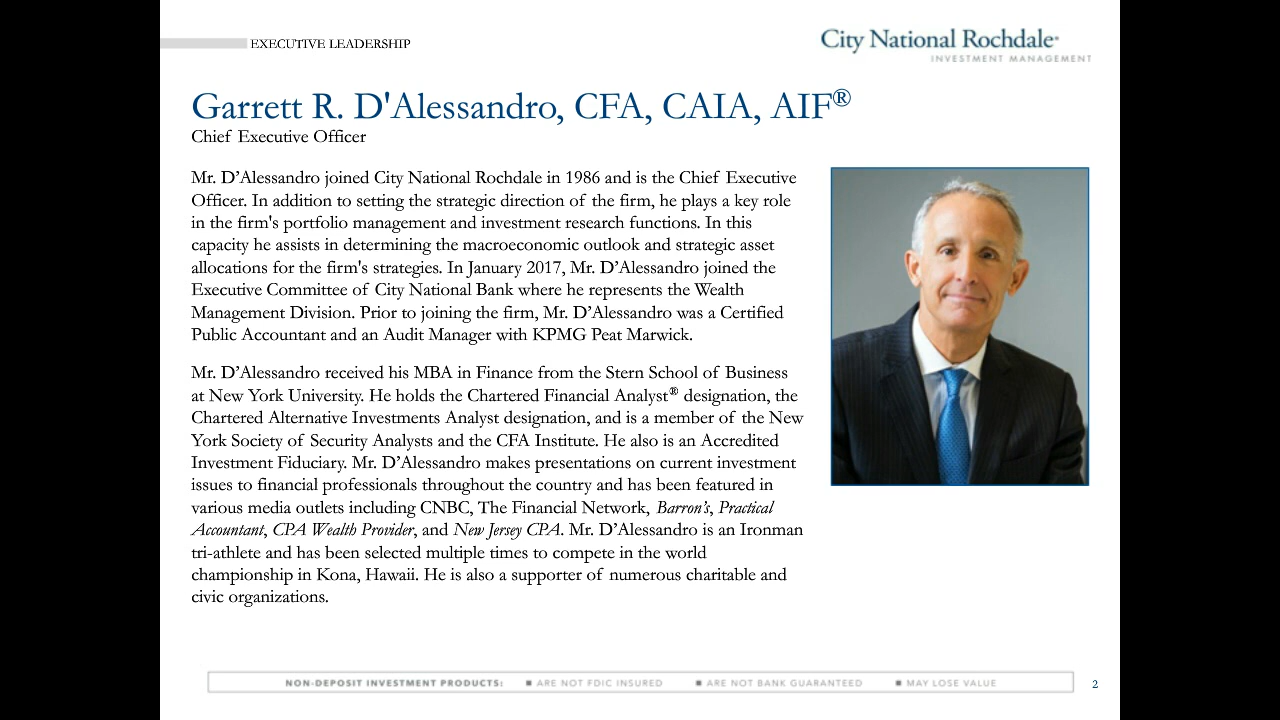 EXECUTIVE LEADERSHIP
City National Rochdale
INVESTMENT MANAGEMENT
Garrett R. D'Alessandro, CFA, CAIA, AIF®
Chief Executive Officer
Mr. D’Alessandro joined City National Rochdale in 1986 and is the Chief Executive
Officer. In addition to setting the strategic direction of the firm, he plays a key role
in the firm's portfolio management and investment research functions. In this
capacity he assists in determining the macroeconomic outlook and strategic asset
allocations for the firm's strategies. In January 2017, Mr. D’Alessandro joined the
Executive Committee of City National Bank where he represents the Wealth
Management Division. Prior to joining the firm, Mr. D’Alessandro was a Certified
Public Accountant and an Audit Manager with KPMG Peat Marwick.
Mr. D’Alessandro received his MBA in Finance from the Stern School of Business
at New York University. He holds the Chartered Financial Analyst® designation, the
Chartered Alternative Investments Analyst designation, and is a member of the New
York Society of Security Analysts and the CFA Institute. He also is an Accredited
Investment Fiduciary. Mr. D’Alessandro makes presentations on current investment
issues to financial professionals throughout the country and has been featured in
various media outlets including CNBC, The Financial Network, Barron’s, Practical
Accountant, CPA Wealth Provider, and New Jersey CPA. Mr. D’Alessandro is an Ironman
tri-athlete and has been selected multiple times to compete in the world
championship in Kona, Hawaii. He is also a supporter of numerous charitable and
civic organizations.
NON-DEPOSIT INVESTMENT PRODUCTS: ■ ARE NOT FDIC INSURED ■ ARE NOT BANK GUARANTEED ■ MAY LOSE VALUE
2